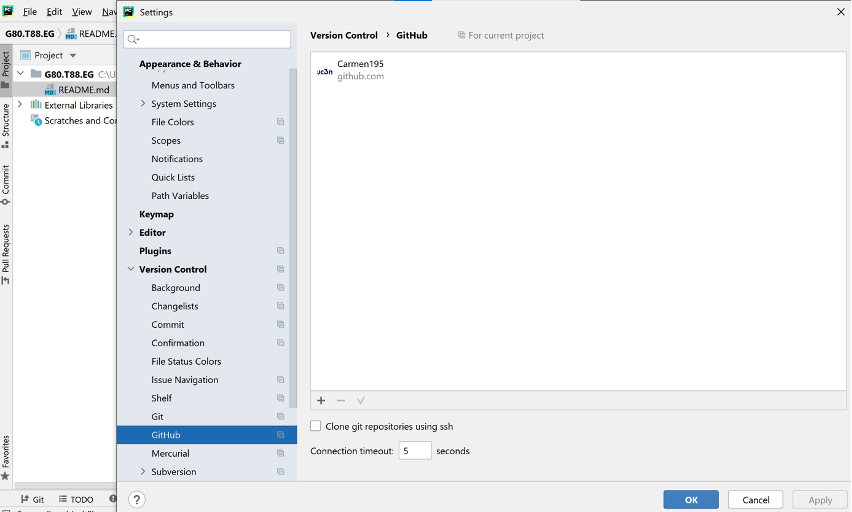 PC File Edit View Nav
G80.T88.EG README.
Project
G80.T88.EG C:\U
README.md
External Libraries
Scratches and Con
Project
Structure
Commit
Pull Requests
Favorites
Git TODO
PC Settings
Appearance & Behavior
Menus and Toolbars
System Settings
File Colors
Scopes
Notifications
Quick Lists
Path Variables
Keymap
Editor
Plugins
Version Control
Background
Changelists
Commit
Confirmation
File Status Colors
Issue Navigation
Shelf
Git
GitHub
Mercurial
Subversion
?
Version Control › GitHub For current project
uc3m Carmen195
github.com
Clone git repositories using ssh
Connection timeout: 5 seconds
OK Cancel Apply